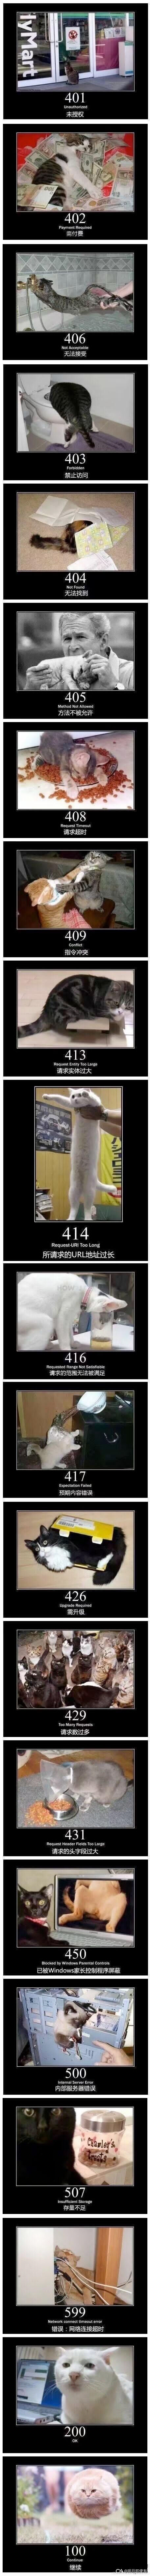 iyMart
401
Unauthorized
未授权
402
Payment Required
需付费
406
Not Acceptable
无法接受
403
Forbidden
禁止访问
404
Not Found
无法找到
405
Method Not Allowed
方法不被允许
408
Request Timeout
请求超时
409
Conflict
指令冲突
413
Request Entity Too Large
请求实体过大
414
Request-URI Too Long
所请求的URL地址过长
416
Requested Range Not Satisfiable
请求的范围无法被满足
417
Expectation Failed
预期内容错误
426
Upgrade Required
需升级
429
Too Many Requests
请求数过多
431
Request Header Fields Too Large
请求的头字段过大
450
Blocked by Windows Parental Controls
已被Windows家长控制程序屏蔽
500
Internal Server Error
内部服务器错误
507
Insufficient Storage
存量不足
599
Network connect timeout error
错误：网络连接超时
200
OK
100
Continue
继续